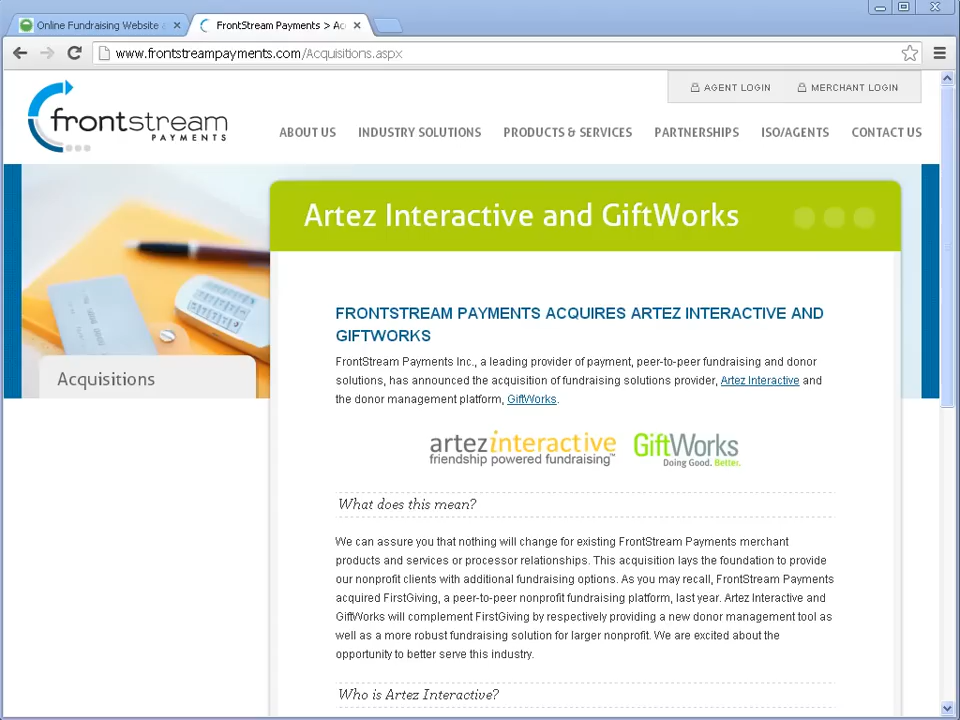 Online Fundraising Website
FrontStream Payments > Ac
www.frontstreampayments.com/Acquisitions.aspx
AGENT LOGIN MERCHANT LOGIN
frontstream
PAYMENTS
ABOUT US INDUSTRY SOLUTIONS PRODUCTS & SERVICES PARTNERSHIPS ISO/AGENTS CONTACT US
Artez Interactive and GiftWorks
Acquisitions
FRONTSTREAM PAYMENTS ACQUIRES ARTEZ INTERACTIVE AND
GIFTWORKS
FrontStream Payments Inc., a leading provider of payment, peer-to-peer fundraising and donor
solutions, has announced the acquisition of fundraising solutions provider, Artez Interactive and
the donor management platform, GiftWorks.
artezinteractive
friendship powered fundraising™
GiftWorks
Doing Good. Better.
What does this mean?
We can assure you that nothing will change for existing FrontStream Payments merchant
products and services or processor relationships. This acquisition lays the foundation to provide
our nonprofit clients with additional fundraising options. As you may recall, FrontStream Payments
acquired FirstGiving, a peer-to-peer nonprofit fundraising platform, last year. Artez Interactive and
GiftWorks will complement FirstGiving by respectively providing a new donor management tool as
well as a more robust fundraising solution for larger nonprofit. We are excited about the
opportunity to better serve this industry.
Who is Artez Interactive?